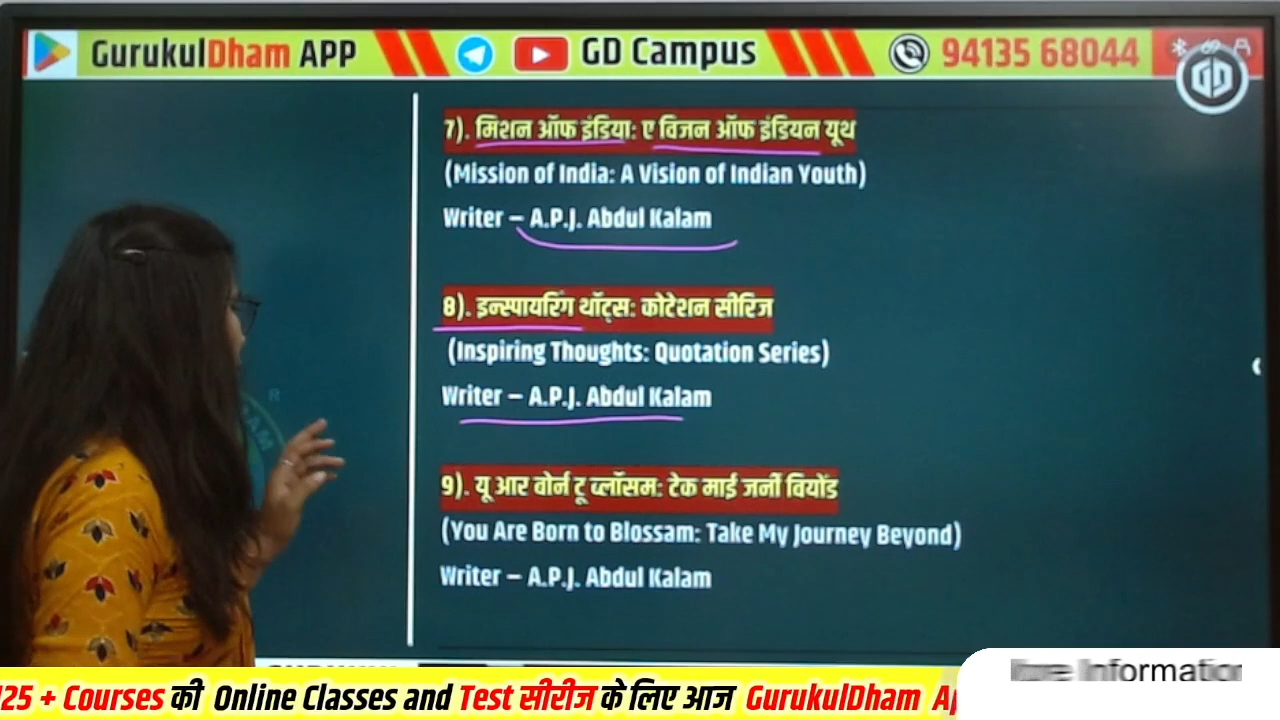 GurukulDham APP
GD Campus
94135 68044
GD
7). मिशन ऑफ इंडिया: ए विजन ऑफ इंडियन यूथ
(Mission of India: A Vision of Indian Youth)
Writer – A.P.J. Abdul Kalam
8). इन्स्पायरिंग थॉट्स: कोटेशन सीरिज
(Inspiring Thoughts: Quotation Series)
Writer – A.P.J. Abdul Kalam
9). यू आर वोर्न टू ब्लॉसम: टेक माई जर्नी वियोंड
(You Are Born to Blossam: Take My Journey Beyond)
Writer – A.P.J. Abdul Kalam
125 + Courses की Online Classes and Test सीरीज के लिए आज GurukulDham
Information